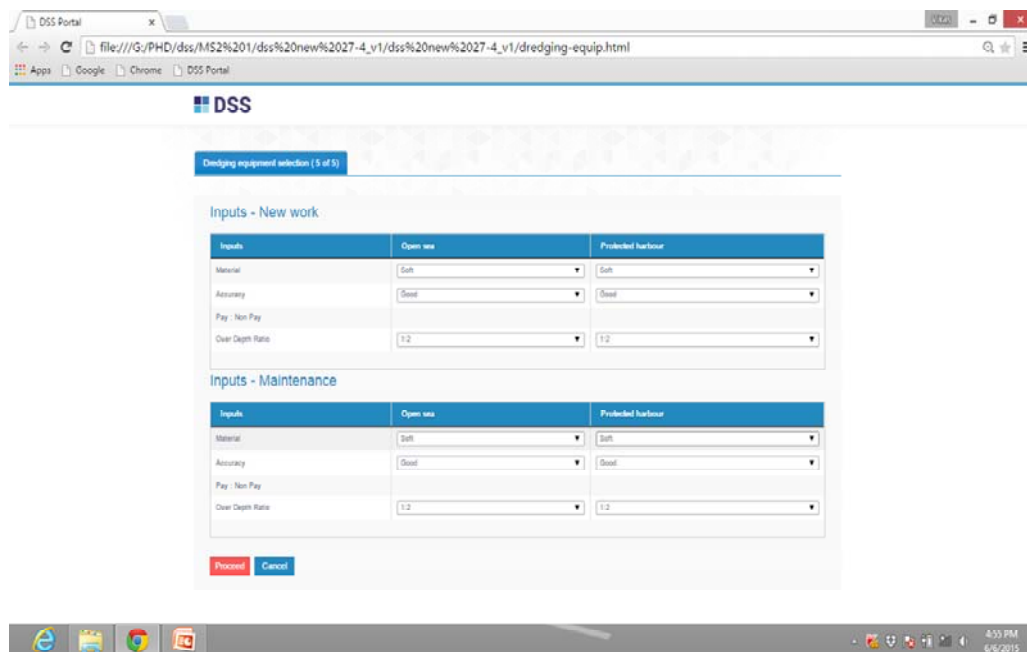 DSS Portal
file:///G:/PHD/dss/MS2%201/dss%20new%2027-4_v1/dss%20new%2027-4_v1/dredging-equip.html
Apps Google Chrome DSS Portal
DSS
Dredging equipment selection ( 5 of 5)
Inputs - New work
Inputs Open sea Protected harbour
Material Soft Soft
Accuracy Good Good
Pay : Non Pay
Over Depth Ratio 1:2 1:2
Inputs - Maintenance
Inputs Open sea Protected harbour
Material Soft Soft
Accuracy Good Good
Pay : Non Pay
Over Depth Ratio 1:2 1:2
Proceed Cancel
4:55 PM
6/6/2015